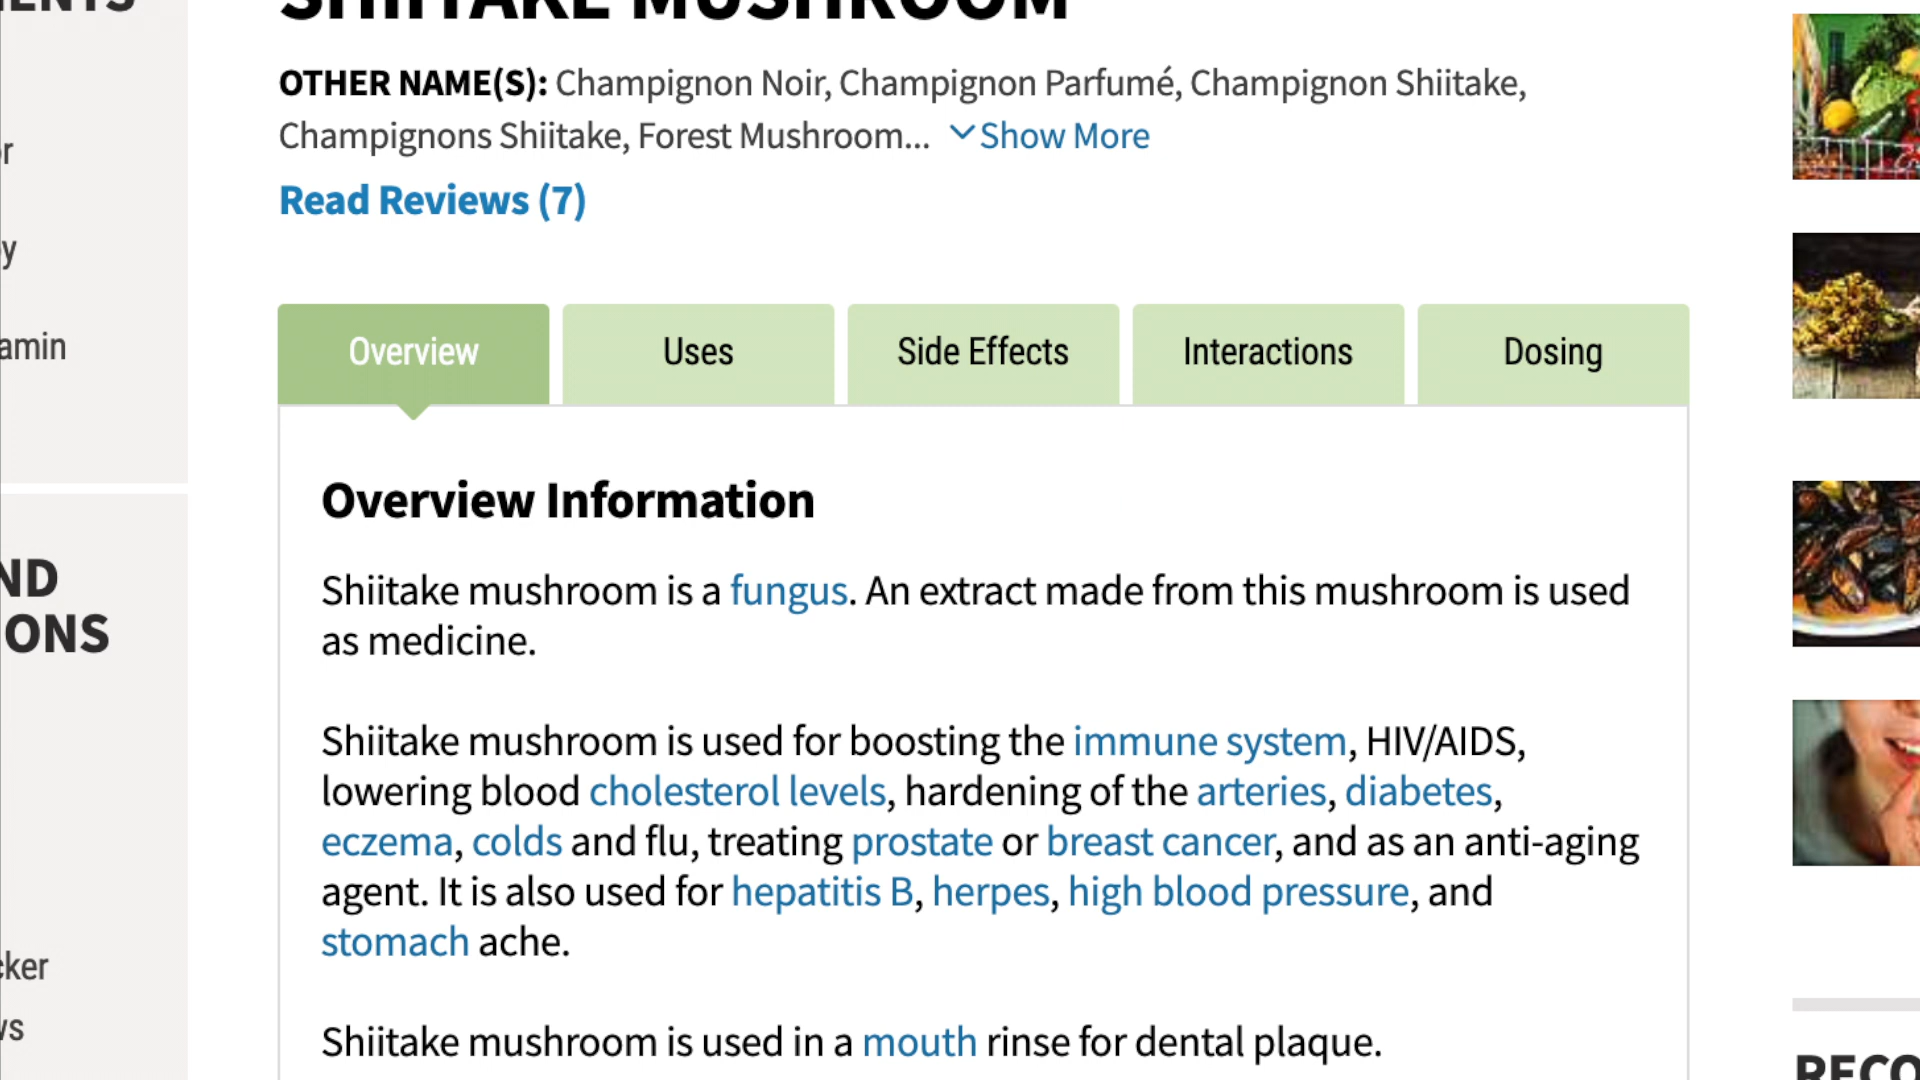 SHIITAKE MUSHROOM
OTHER NAME(S): Champignon Noir, Champignon Parfumé, Champignon Shiitake,
Champignons Shiitake, Forest Mushroom... Show More
Read Reviews (7)
Overview
Uses
Side Effects
Interactions
Dosing
Overview Information
Shiitake mushroom is a fungus. An extract made from this mushroom is used
as medicine.
Shiitake mushroom is used for boosting the immune system, HIV/AIDS,
lowering blood cholesterol levels, hardening of the arteries, diabetes,
eczema, colds and flu, treating prostate or breast cancer, and as an anti-aging
agent. It is also used for hepatitis B, herpes, high blood pressure, and
stomach ache.
Shiitake mushroom is used in a mouth rinse for dental plaque.